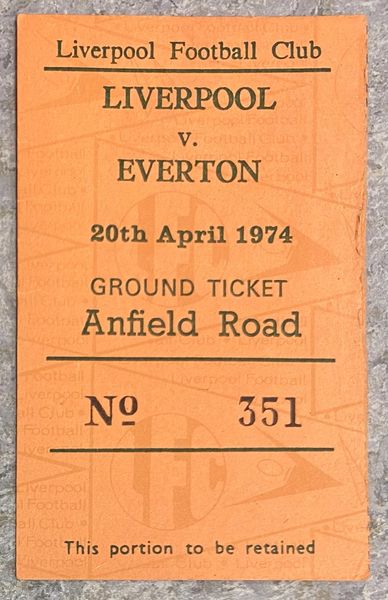 Liverpool Football Club
LIVERPOOL
v.
EVERTON
20th April 1974
GROUND TICKET
Anfield Road
Nº 351
This portion to be retained